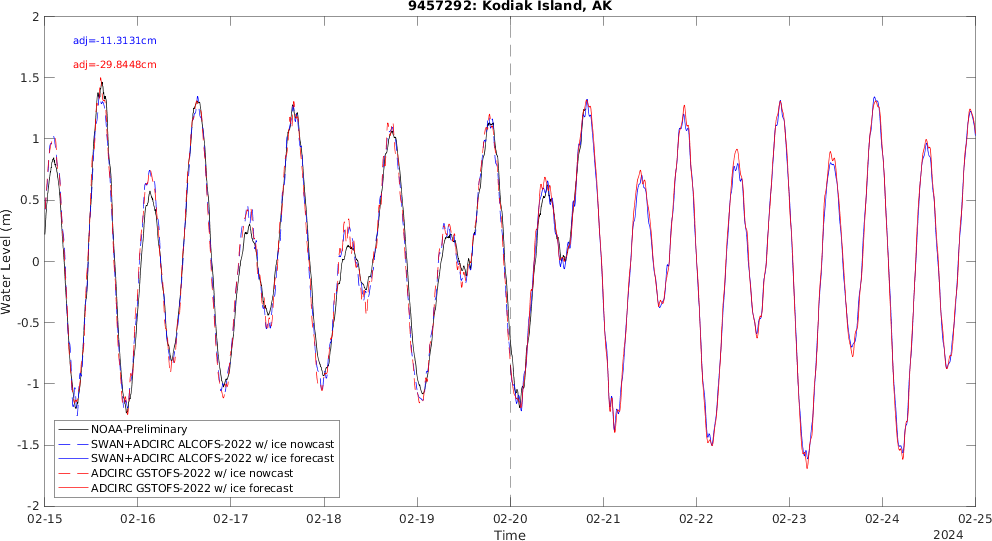 9457292: Kodiak Island, AK
adj=-11.3131cm
adj=-29.8448cm
Water Level (m)
2
1.5
1
0.5
0
-0.5
-1
-1.5
-2
NOAA-Preliminary
SWAN+ADCIRC ALCOFS-2022 w/ ice nowcast
SWAN+ADCIRC ALCOFS-2022 w/ ice forecast
ADCIRC GSTOFS-2022 w/ ice nowcast
ADCIRC GSTOFS-2022 w/ ice forecast
02-15 02-16 02-17 02-18 02-19 02-20 02-21 02-22 02-23 02-24 02-25
Time
2024